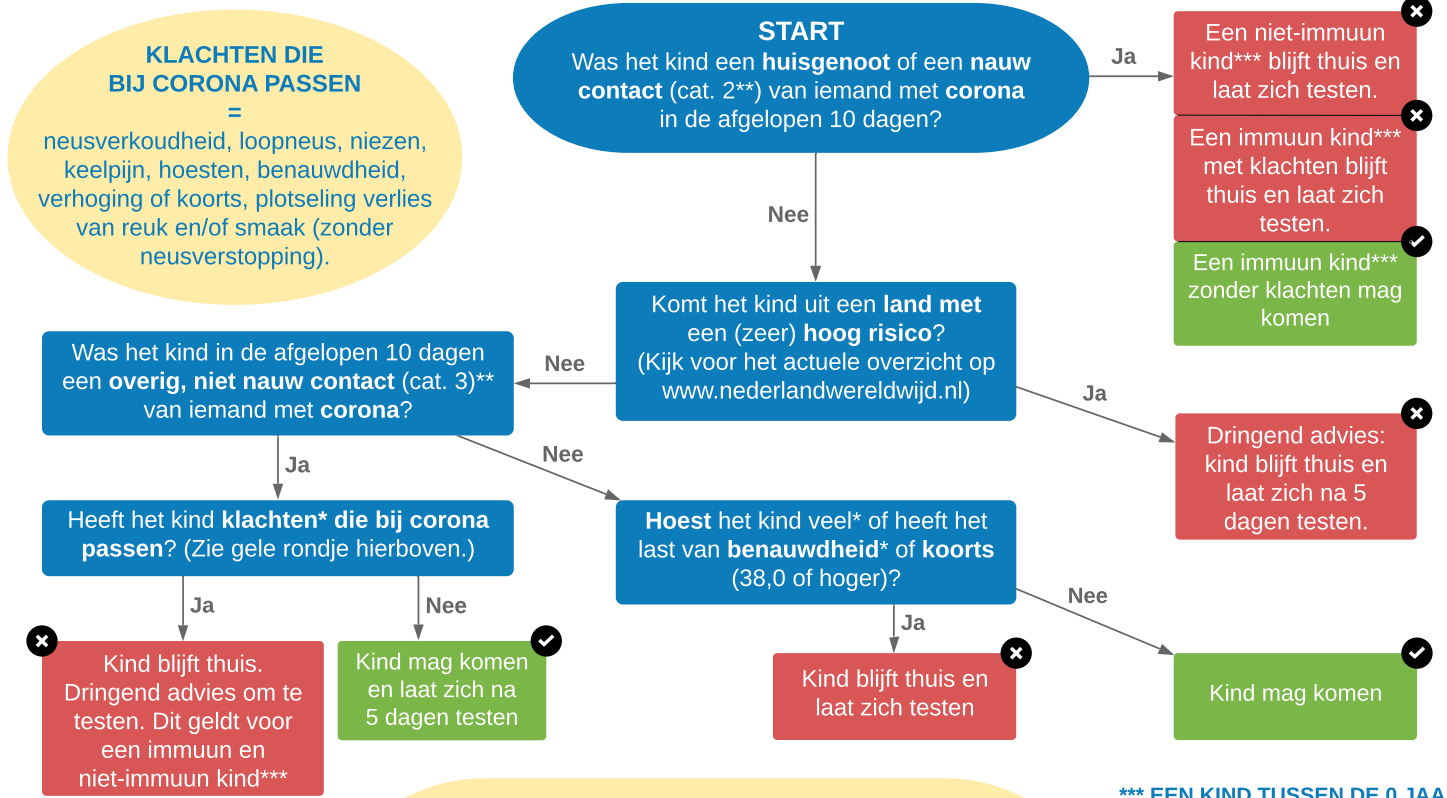 KLACHTEN DIE
BIJ CORONA PASSEN
=
neusverkoudheid, loopneus, niezen,
keelpijn, hoesten, benauwdheid,
verhoging of koorts, plotseling verlies
van reuk en/of smaak (zonder
neusverstopping).
START
Was het kind een huisgenoot of een nauw
contact (cat. 2**) van iemand met corona
in de afgelopen 10 dagen?
Ja
Een niet-immuun
kind*** blijft thuis en
laat zich testen.
Een immuun kind***
met klachten blijft
thuis en laat zich
testen.
Een immuun kind***
zonder klachten mag
komen
Nee
Komt het kind uit een land met
een (zeer) hoog risico?
(Kijk voor het actuele overzicht op
www.nederlandwereldwijd.nl)
Ja
Dringend advies:
kind blijft thuis en
laat zich na 5
dagen testen.
Nee
Was het kind in de afgelopen 10 dagen
een overig, niet nauw contact (cat. 3)**
van iemand met corona?
Ja
Nee
Heeft het kind klachten* die bij corona
passen? (Zie gele rondje hierboven.)
Hoest het kind veel* of heeft het
last van benauwdheid* of koorts
(38,0 of hoger)?
Ja
Nee
Ja
Nee
Kind blijft thuis.
Dringend advies om te
testen. Dit geldt voor
een immuun en
niet-immuun kind***
Kind mag komen
en laat zich na
5 dagen testen
Kind blijft thuis en
laat zich testen
Kind mag komen
*** EEN KIND TUSSEN DE 0 JAA